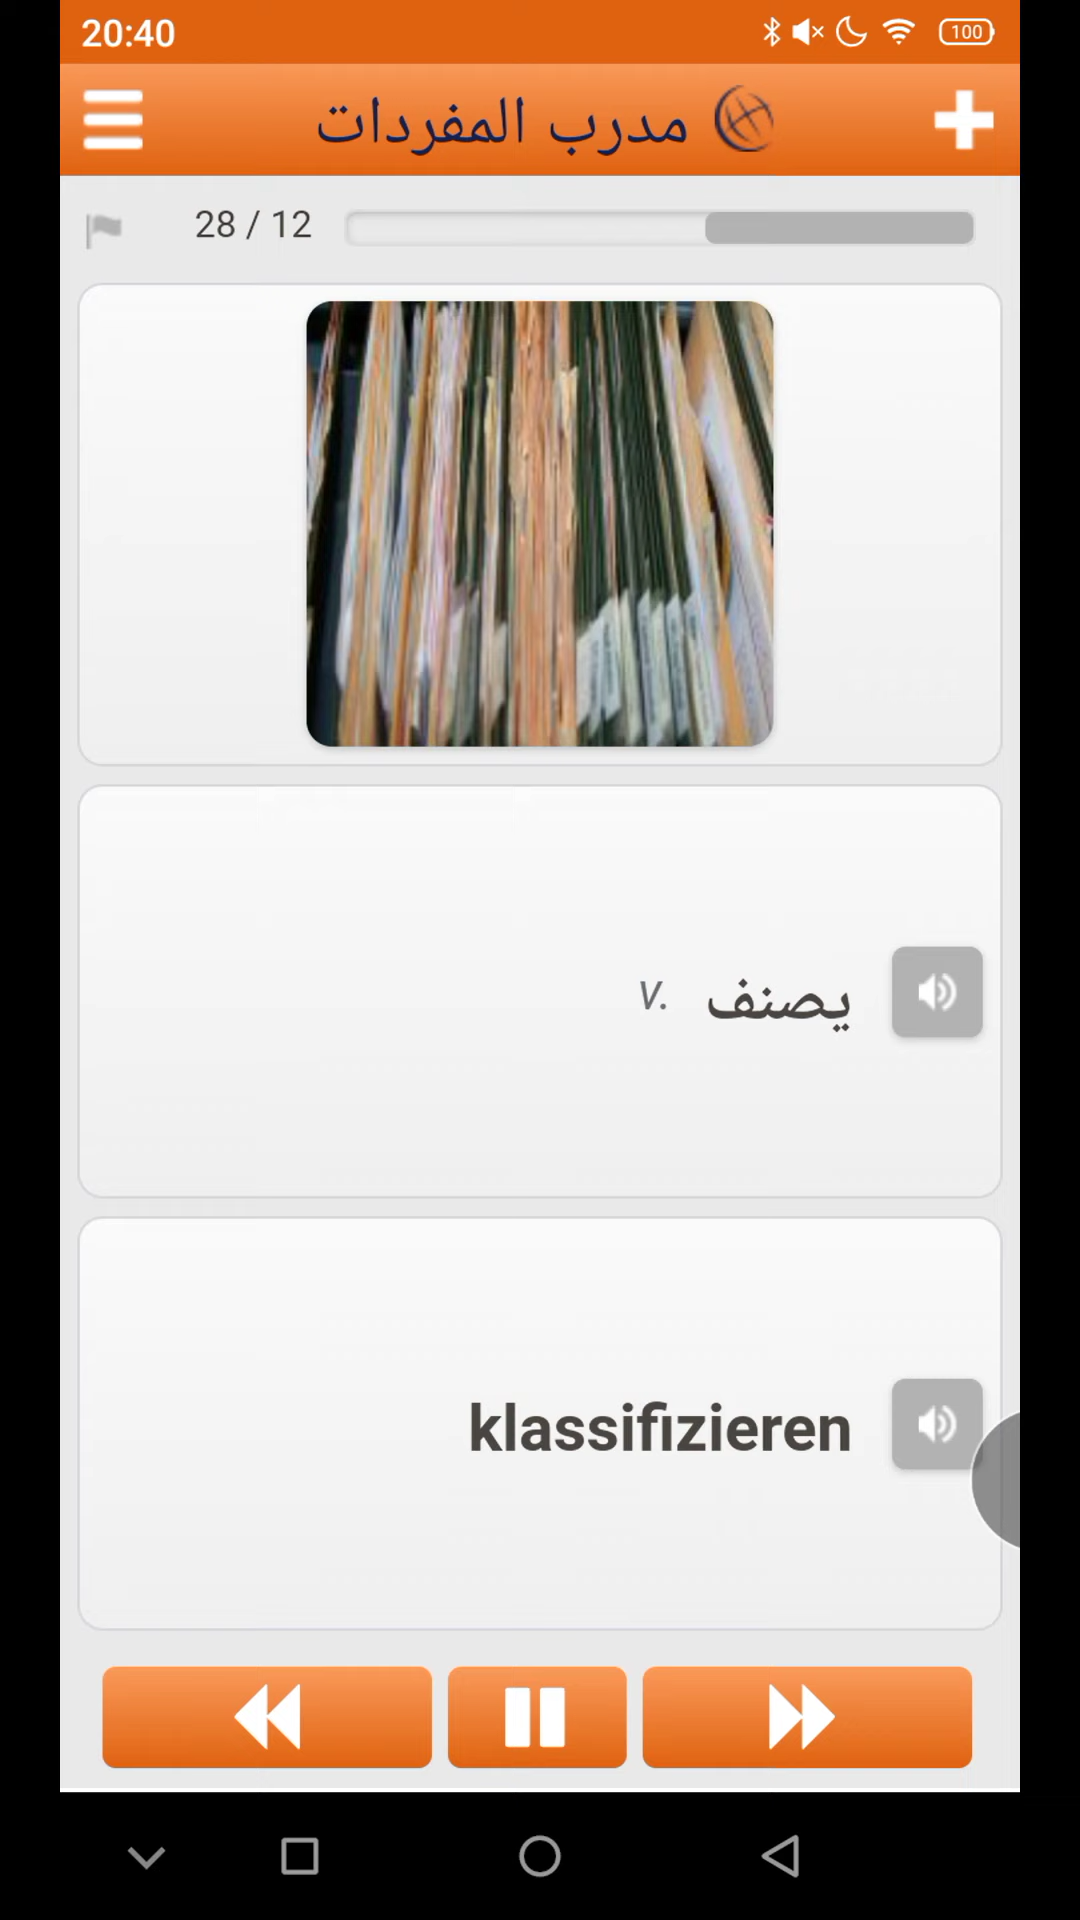 20:40
100
مدرب المفردات
28 / 12
يصنف V.
klassifizieren